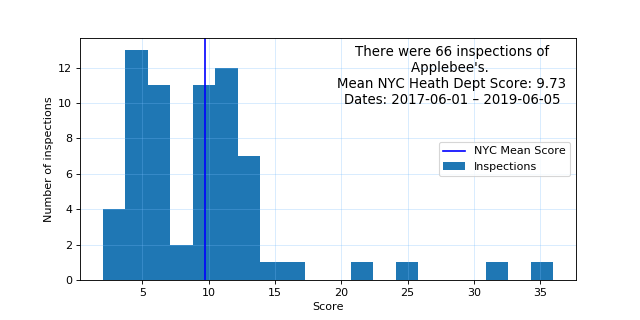 There were 66 inspections of
Applebee's.
Mean NYC Heath Dept Score: 9.73
Dates: 2017-06-01 – 2019-06-05
NYC Mean Score
Inspections
Number of inspections
12
10
8
6
4
2
0
5
10
15
20
25
30
35
Score